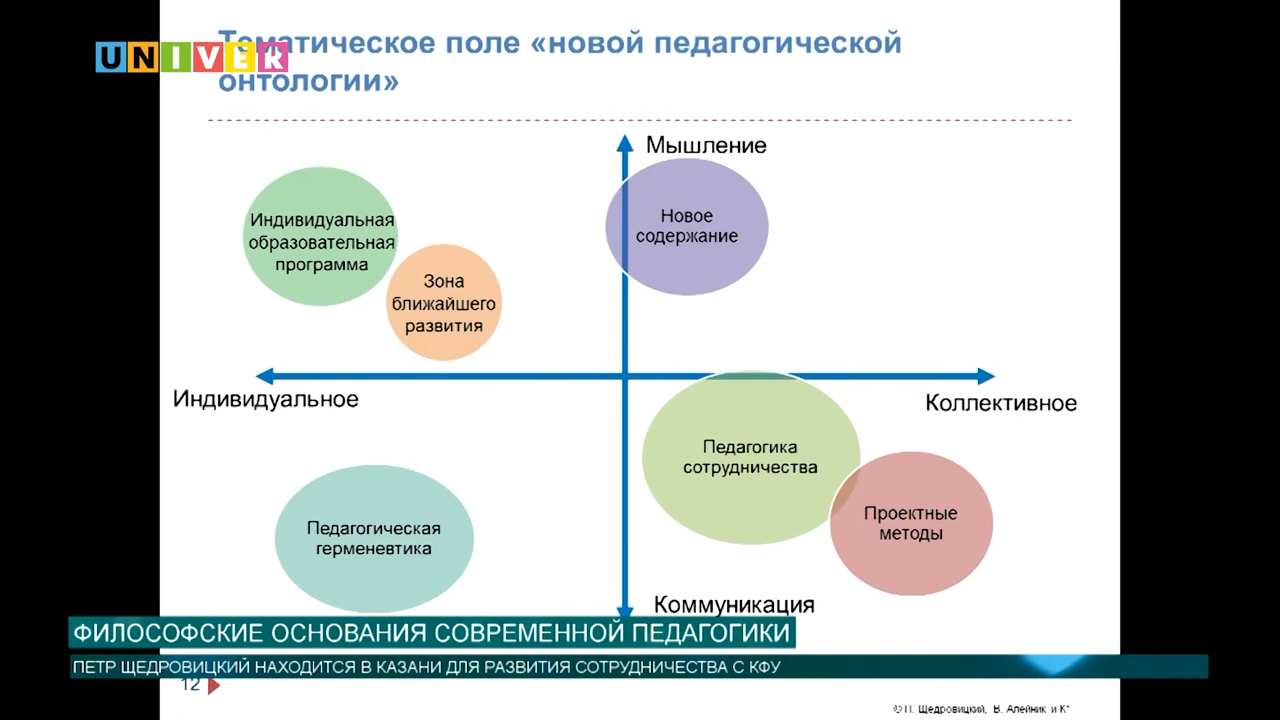 UNIVER
Тематическое поле «новой педагогической
онтологии»
Мышление
Индивидуальная
образовательная
программа
Новое
содержание
Зона
ближайшего
развития
Индивидуальное
Коллективное
Педагогика
сотрудничества
Проектные
методы
Педагогическая
герменевтика
Коммуникация
ФИЛОСОФСКИЕ ОСНОВАНИЯ СОВРЕМЕННОЙ ПЕДАГОГИКИ
ПЕТР ЩЕДРОВИЦКИЙ НАХОДИТСЯ В КАЗАНИ ДЛЯ РАЗВИТИЯ СОТРУДНИЧЕСТВА С КФУ
12
© П. Щедровицкий, В. Алейник и К°